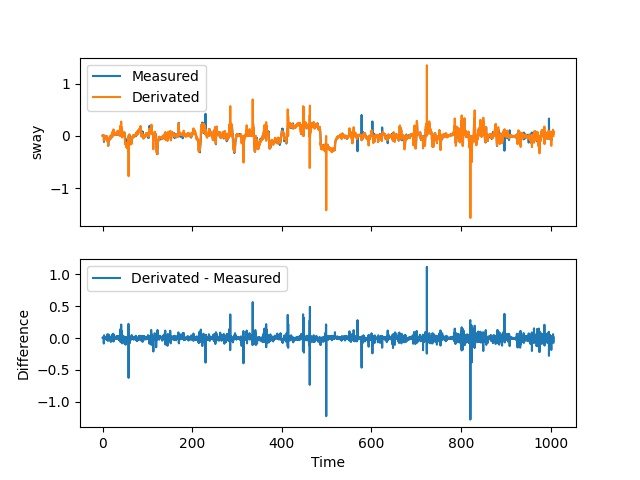 Measured
Derivated
1
0
−1
sway
Derivated - Measured
1.0
0.5
0.0
−0.5
−1.0
Difference
0 200 400 600 800 1000
Time